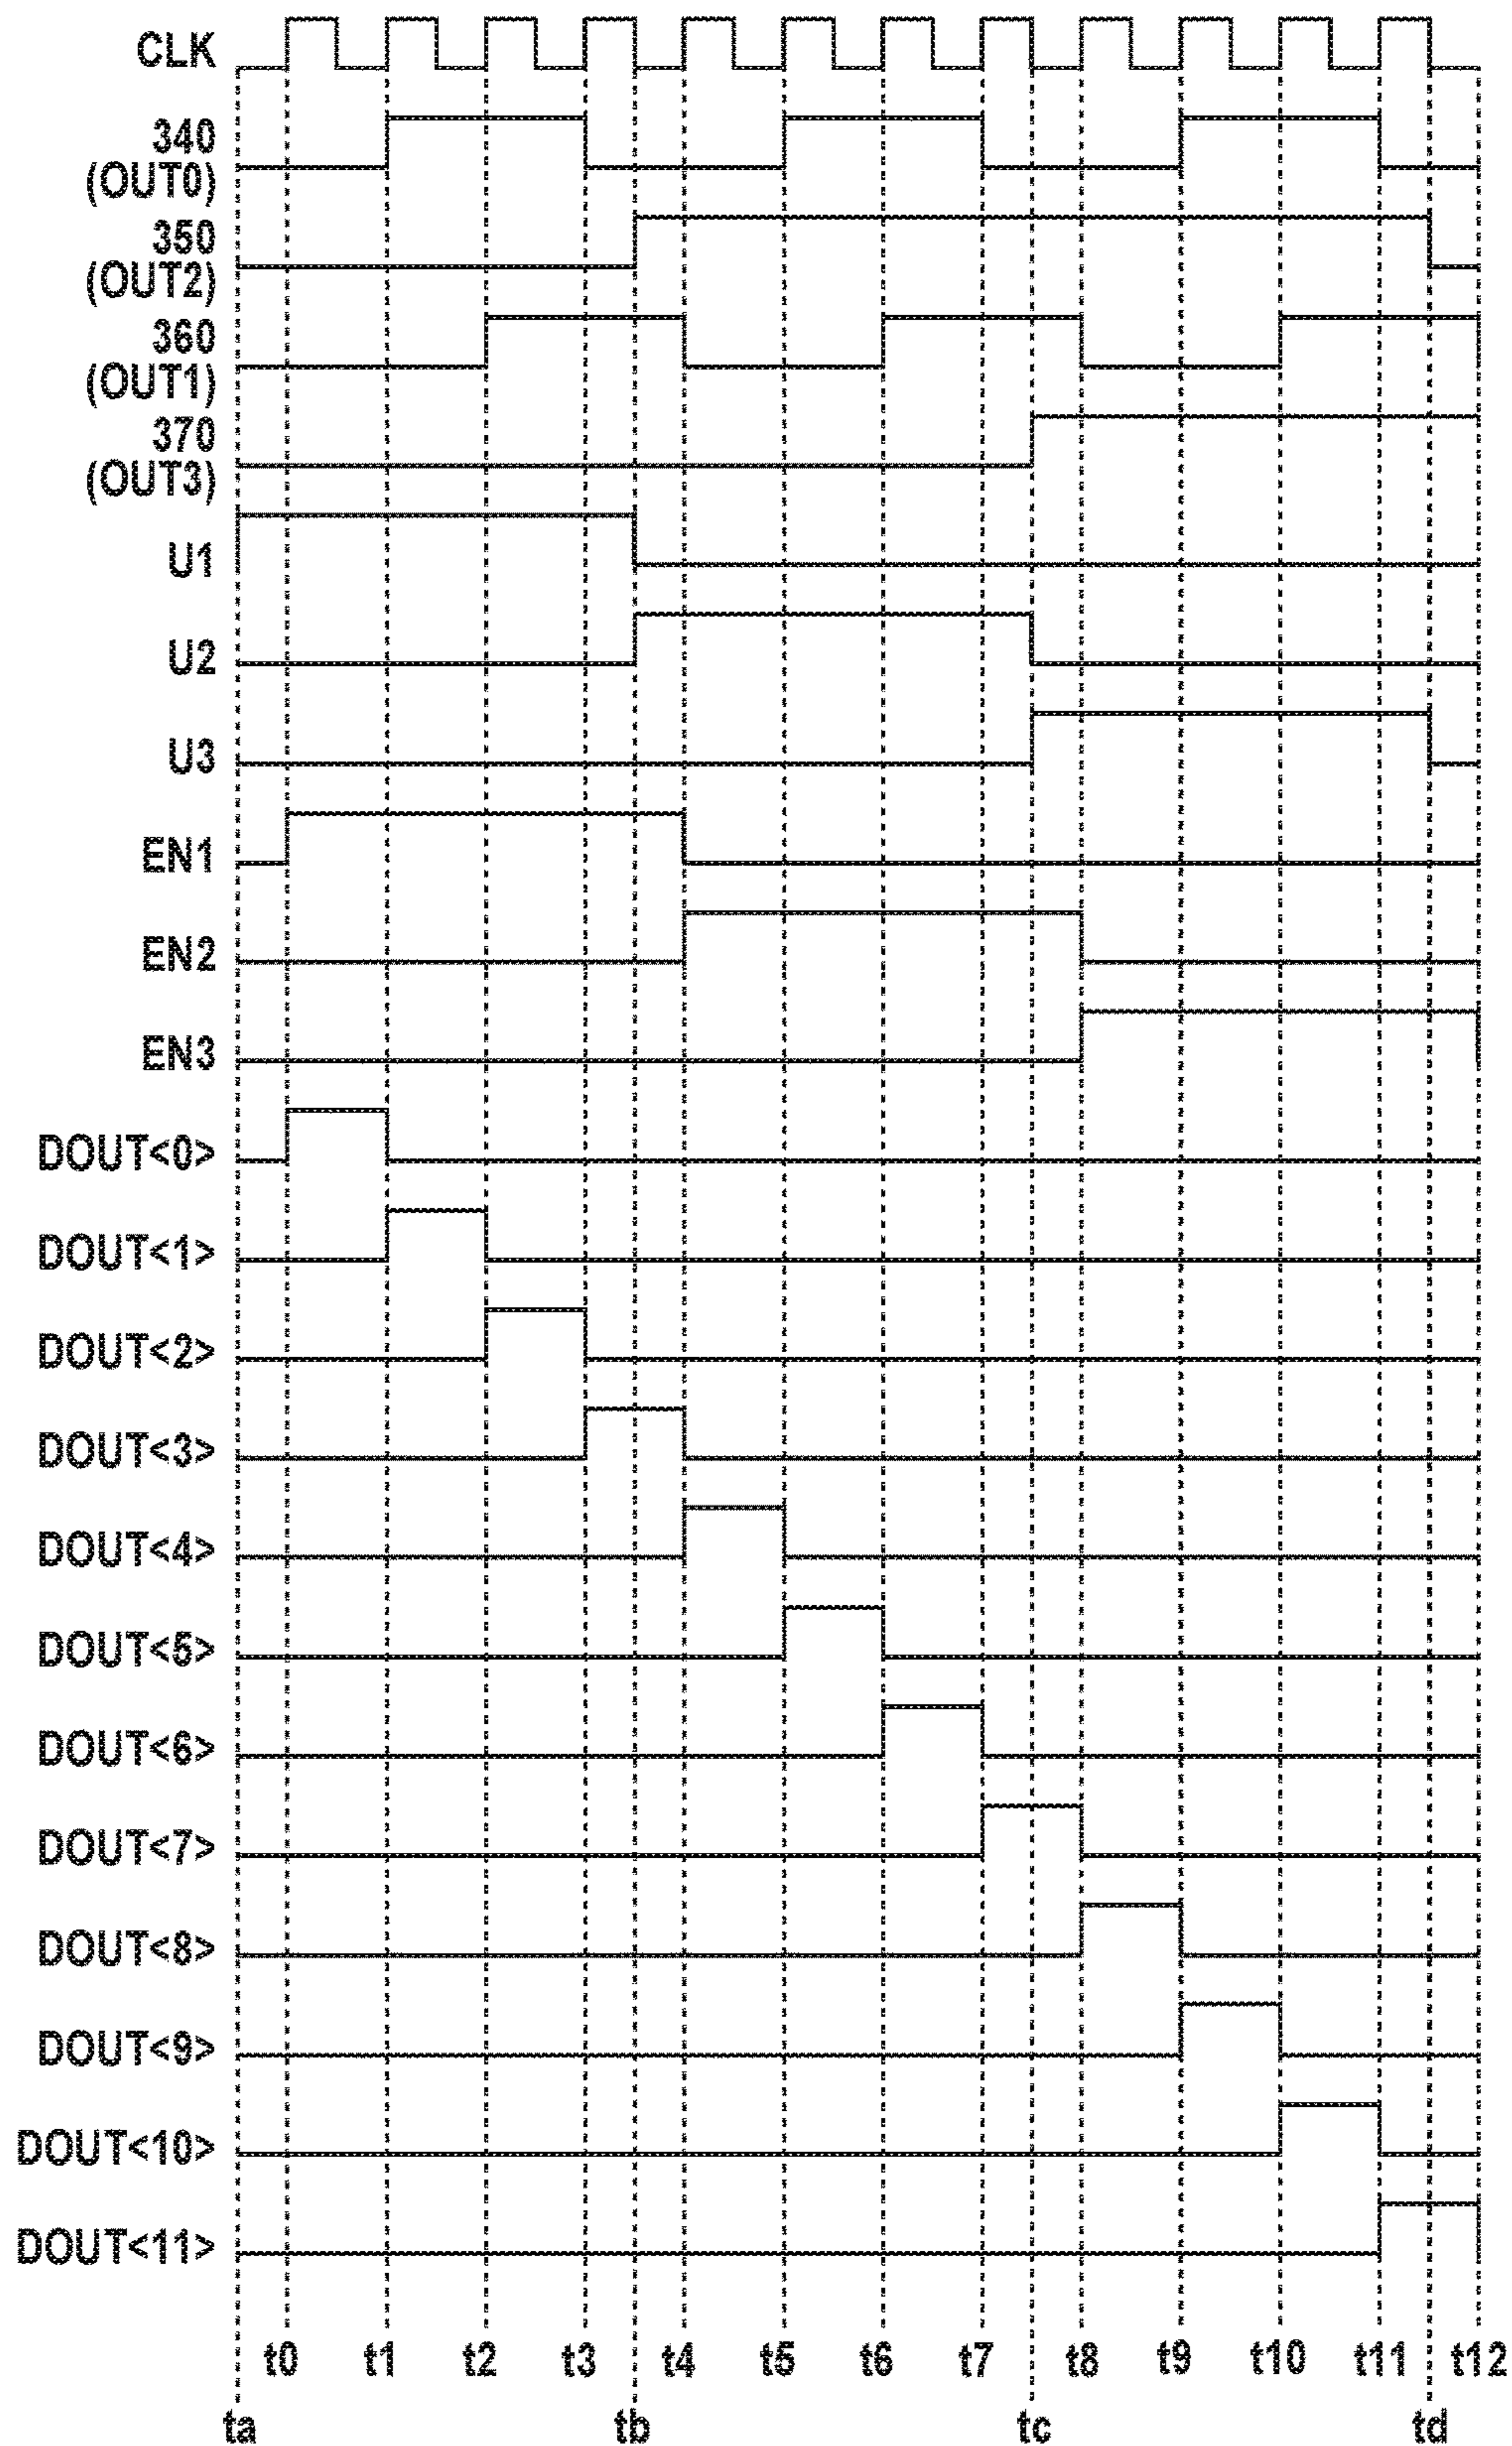 CLK
340
(OUT0)
350
(OUT2)
360
(OUT1)
370
(OUT3)
U1
U2
U3
EN1
EN2
EN3
DOUT<0>
DOUT<1>
DOUT<2>
DOUT<3>
DOUT<4>
DOUT<5>
DOUT<6>
DOUT<7>
DOUT<8>
DOUT<9>
DOUT<10>
DOUT<11>
t0 t1 t2 t3 t4 t5 t6 t7 t8 t9 t10 t11 t12
ta tb tc td